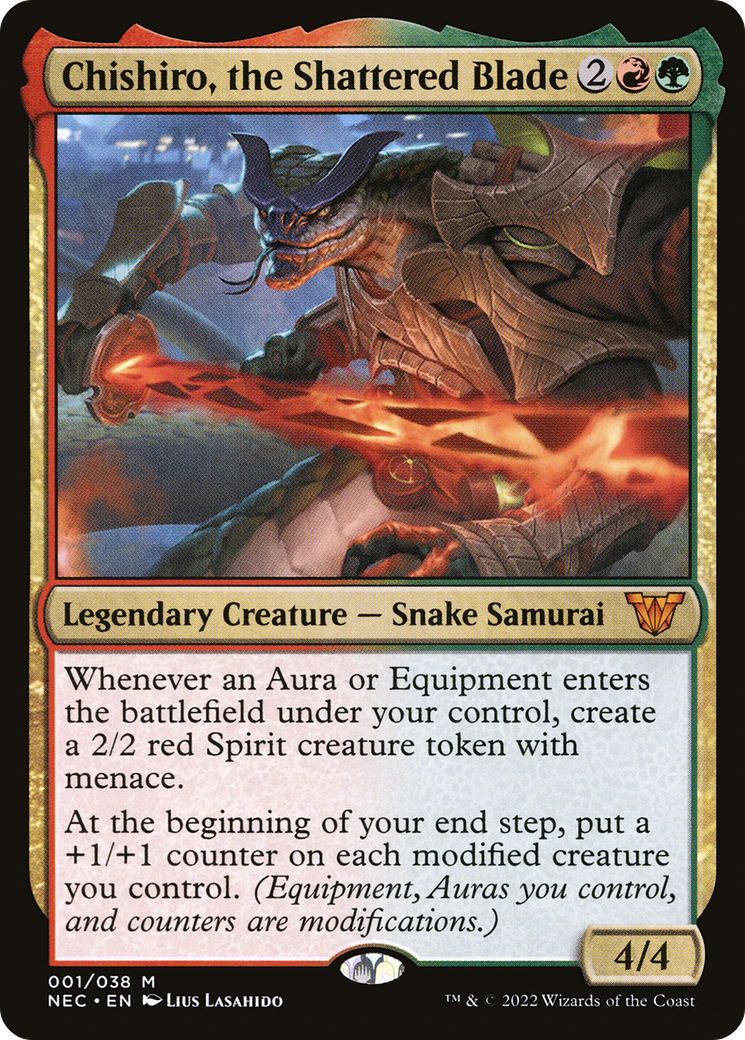 Chishiro, the Shattered Blade 2
Legendary Creature — Snake Samurai
Whenever an Aura or Equipment enters
the battlefield under your control, create
a 2/2 red Spirit creature token with
menace.
At the beginning of your end step, put a
+1/+1 counter on each modified creature
you control. (Equipment, Auras you control,
and counters are modifications.)
4/4
001/038 M
NEC • EN Lius Lasahido
™ & © 2022 Wizards of the Coast